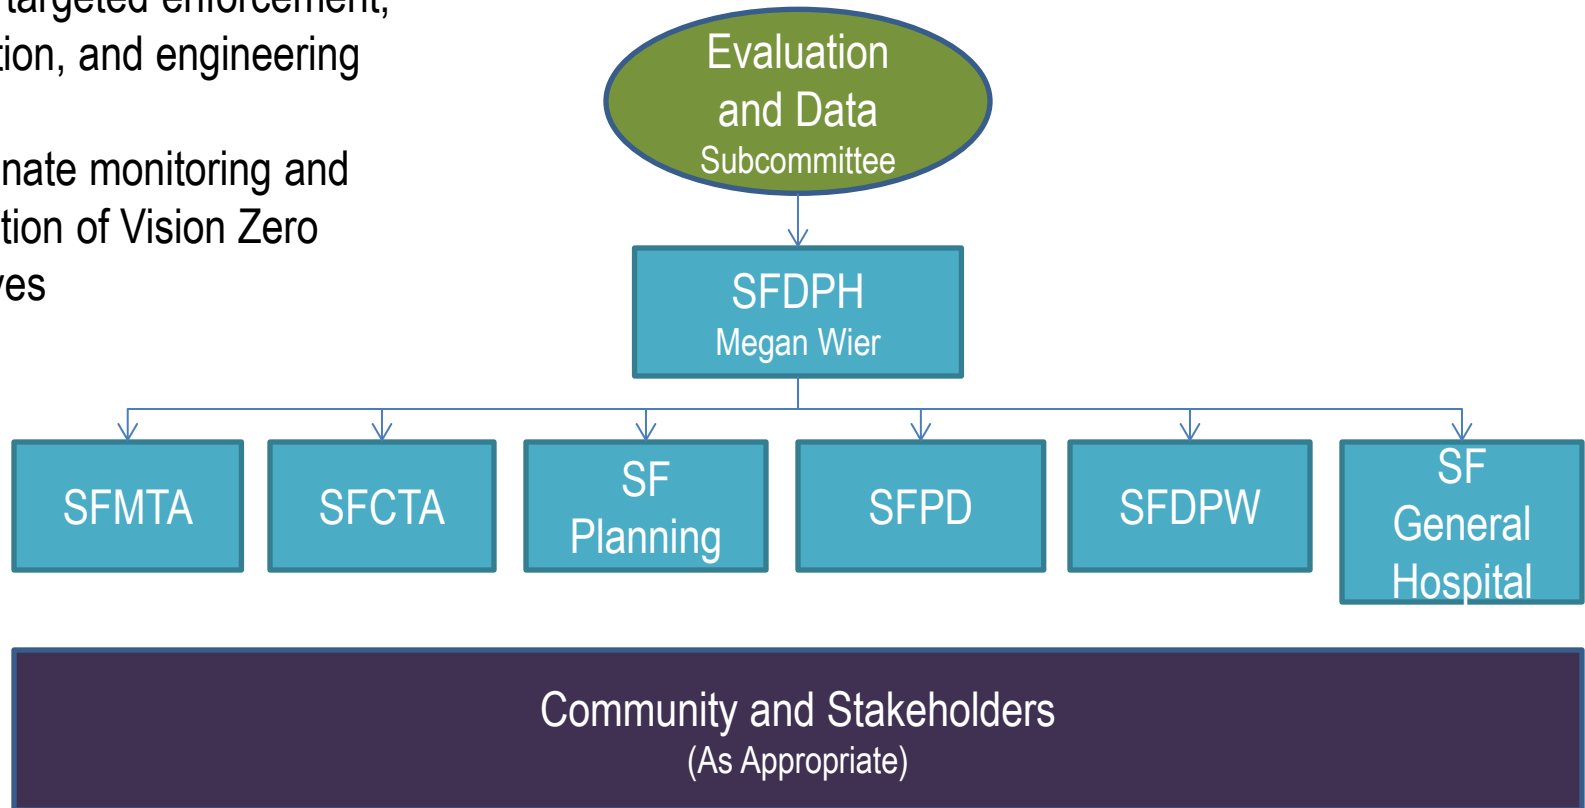 targeted enforcement,
tion, and engineering
nate monitoring and
tion of Vision Zero
ves
Evaluation
and Data
Subcommittee
SFDPH
Megan Wier
SFMTA
SFCTA
SF
Planning
SFPD
SFDPW
SF
General
Hospital
Community and Stakeholders
(As Appropriate)